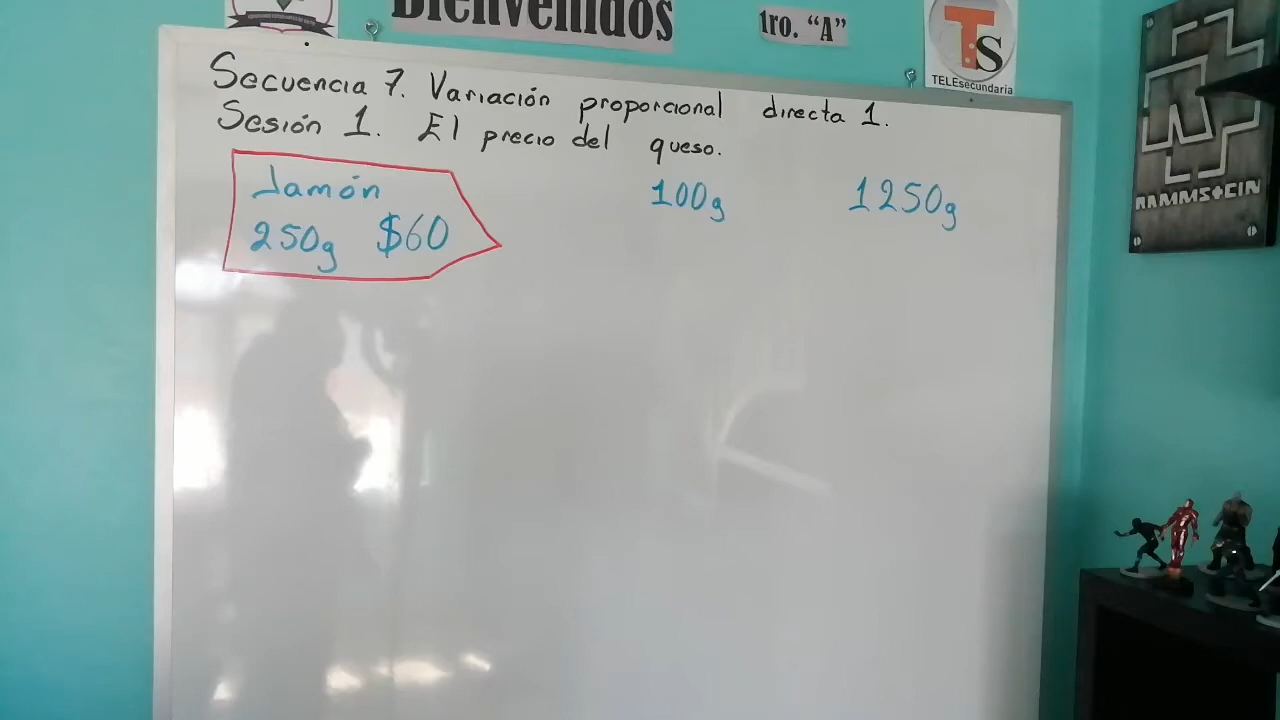 Bienvenidos
1ro. “A”
TS
TELEsecundaria
RAMMSTEIN
Secuencia 7. Variación proporcional directa 1.
Sesión 1. El precio del queso.
Jamón
250g $60
100g
1250g